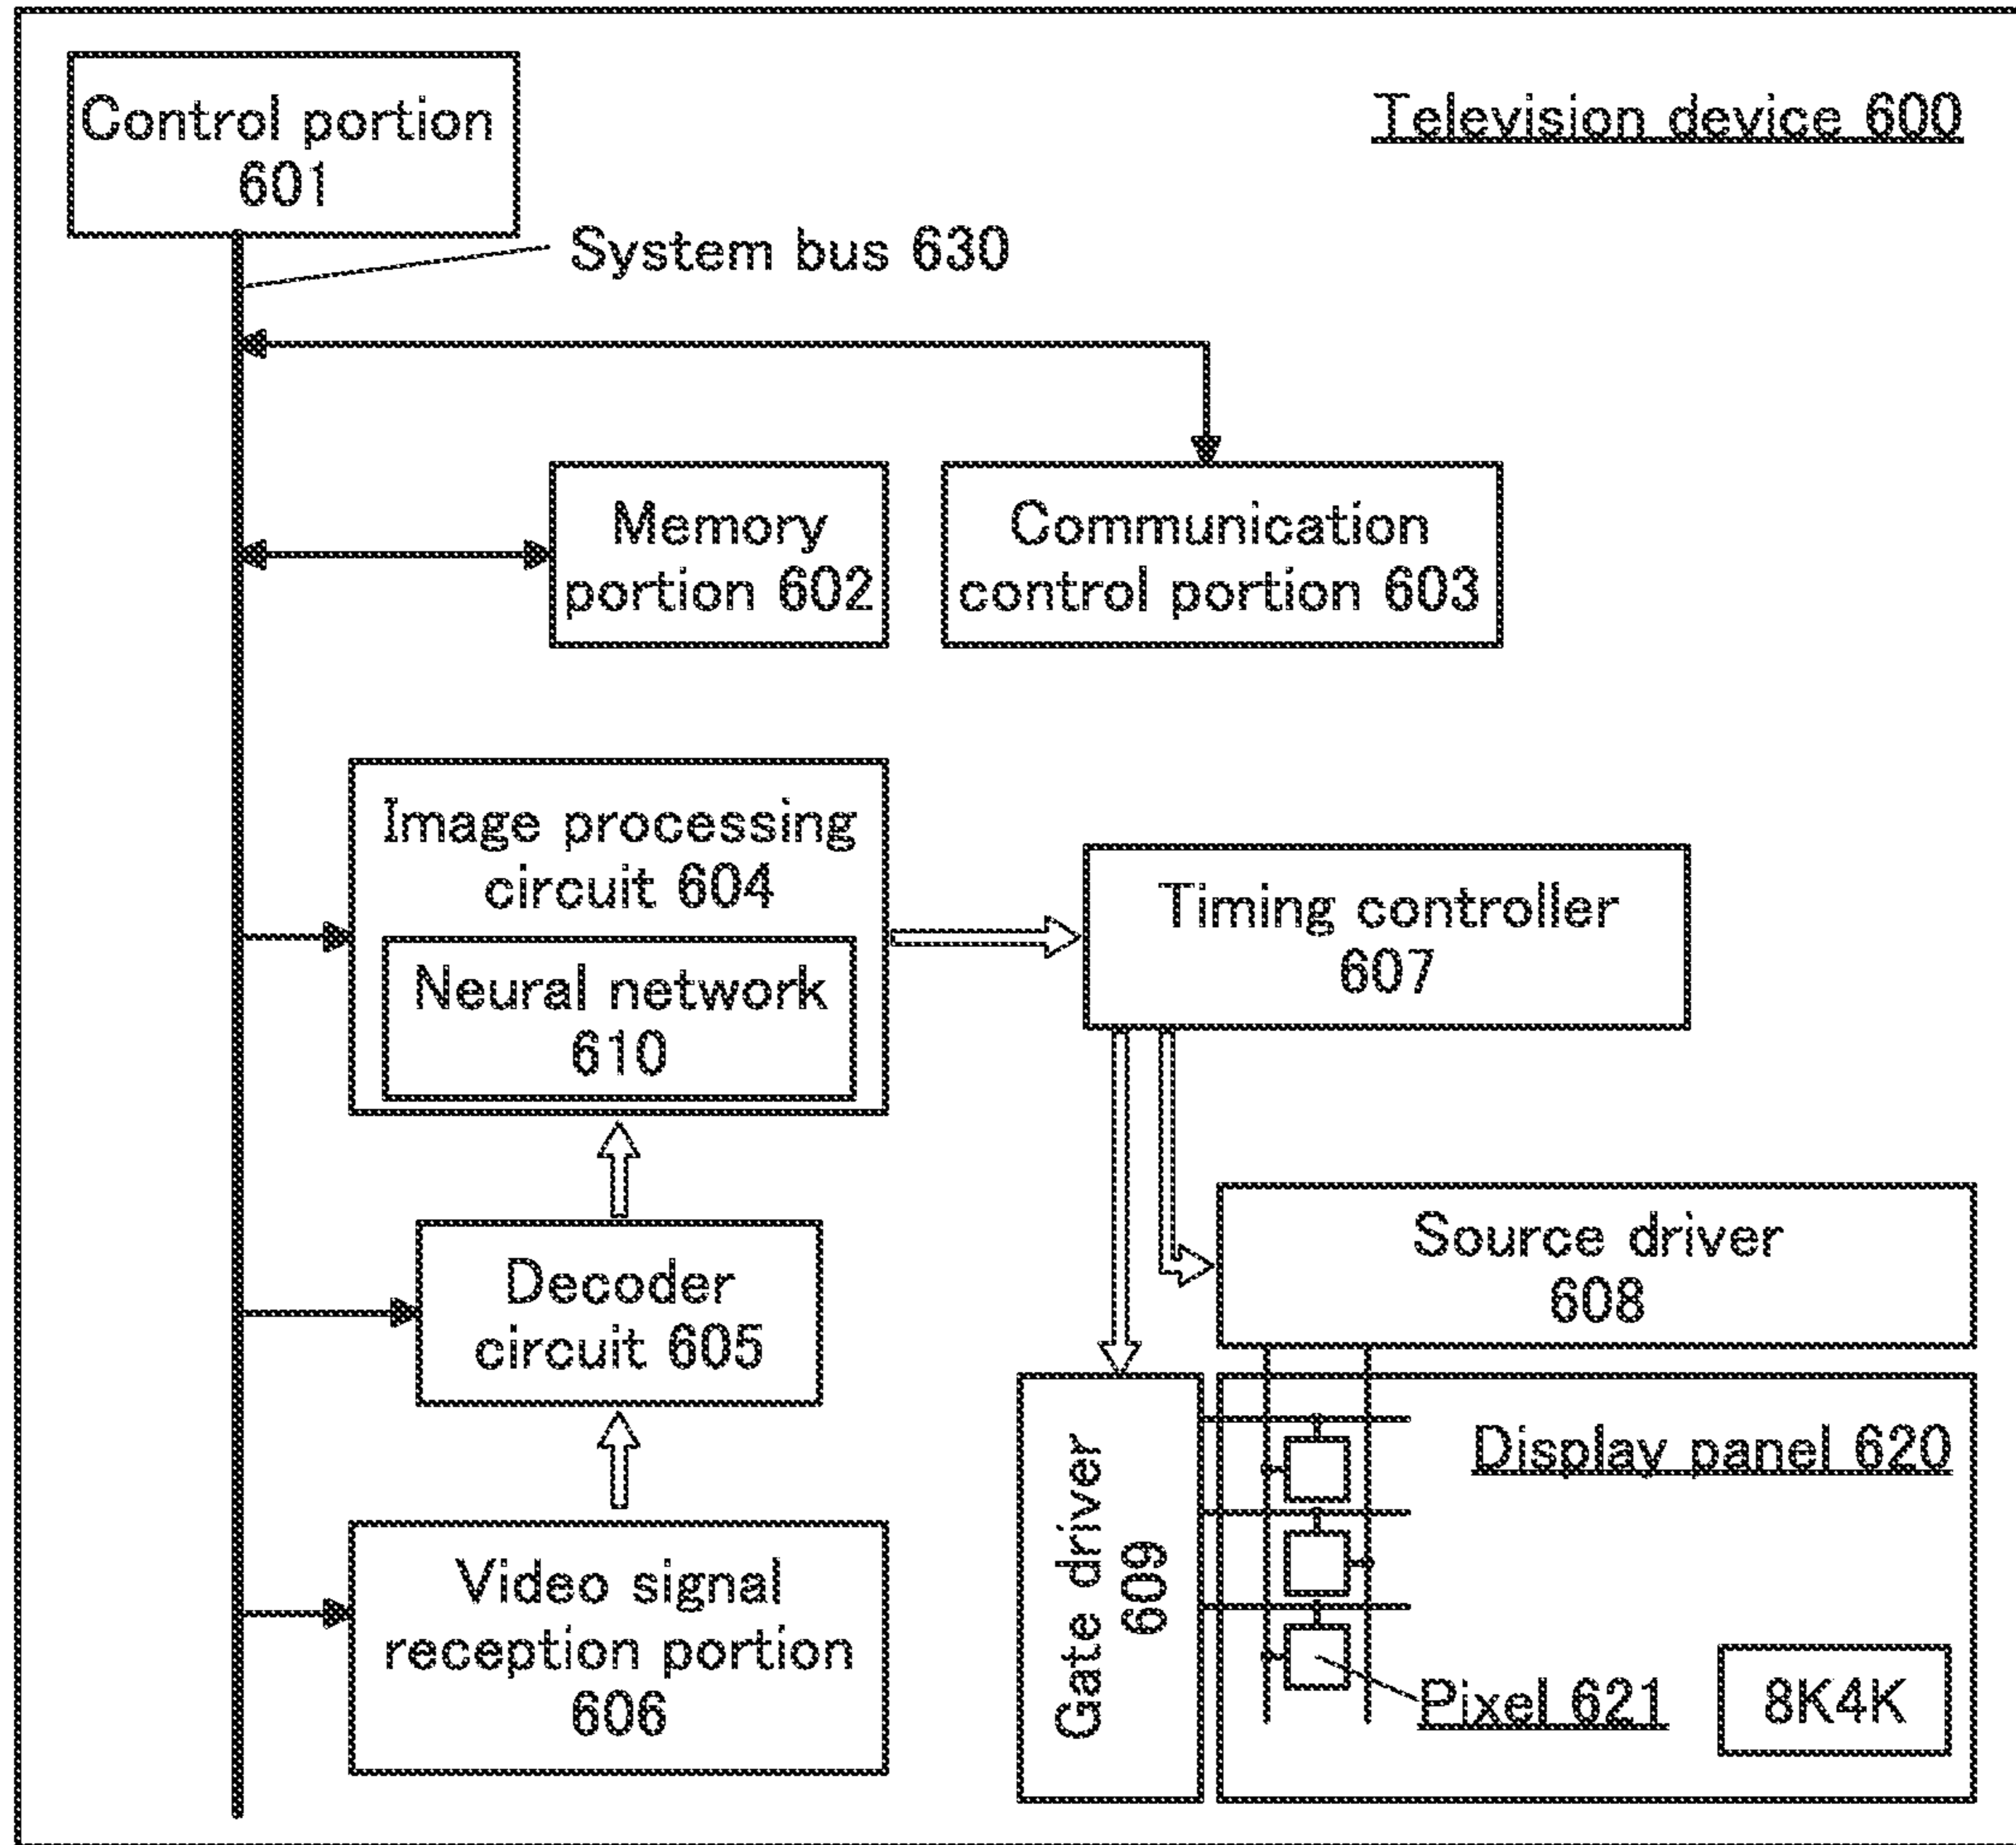 Control portion
601
Television device 600
System bus 630
Memory
portion 602
Communication
control portion 603
Image processing
circuit 604
Neural network
610
Timing controller
607
Decoder
circuit 605
Source driver
608
Gate driver
609
Display panel 620
Video signal
reception portion
606
Pixel 621
8K4K